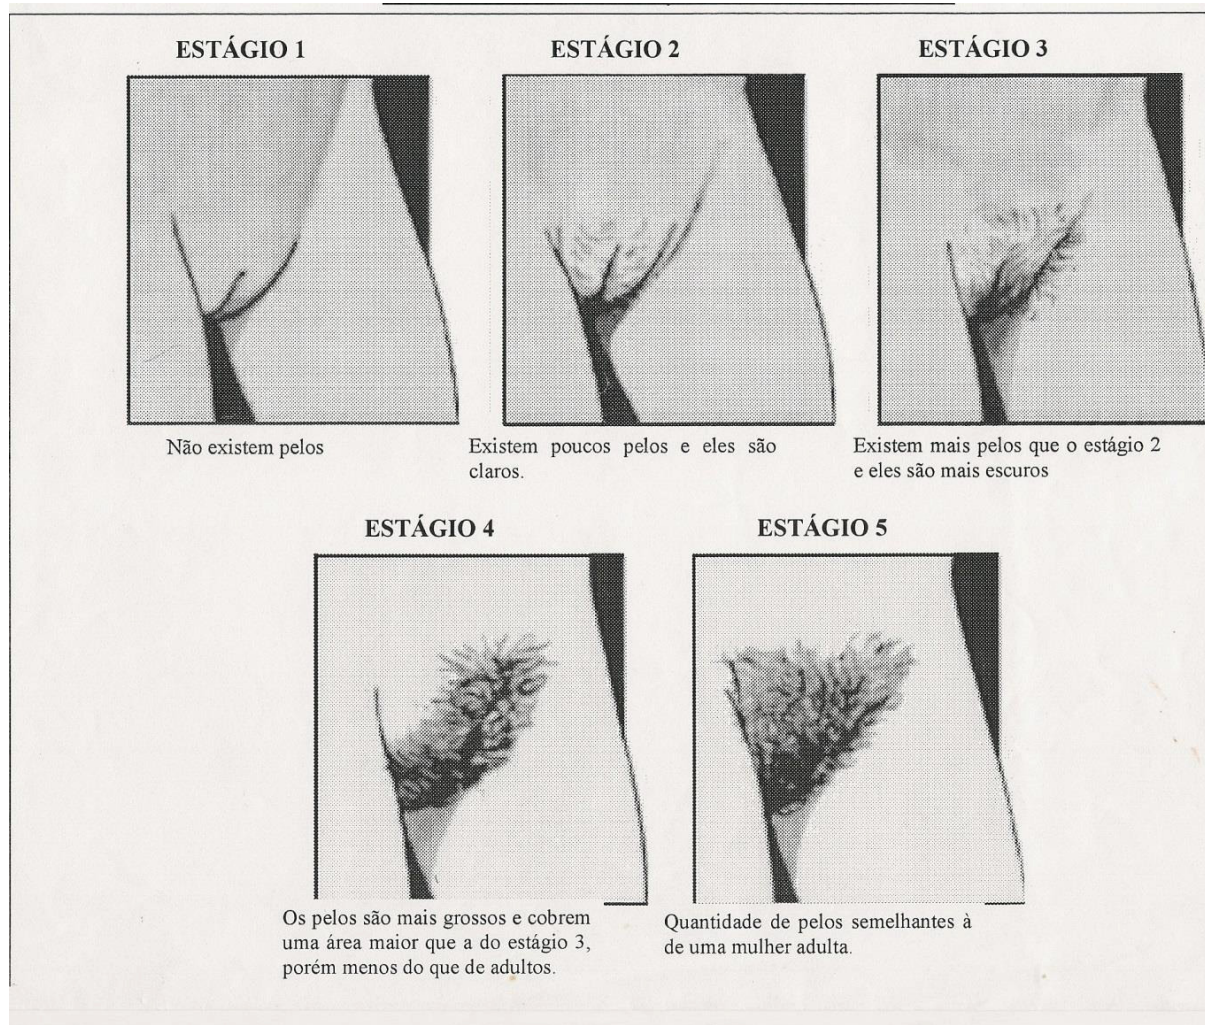 ESTÁGIO 1
ESTÁGIO 2
ESTÁGIO 3
Não existem pelos
Existem poucos pelos e eles são
claros.
Existem mais pelos que o estágio 2
e eles são mais escuros
ESTÁGIO 4
ESTÁGIO 5
Os pelos são mais grossos e cobrem
uma área maior que a do estágio 3,
porém menos do que de adultos.
Quantidade de pelos semelhantes à
de uma mulher adulta.